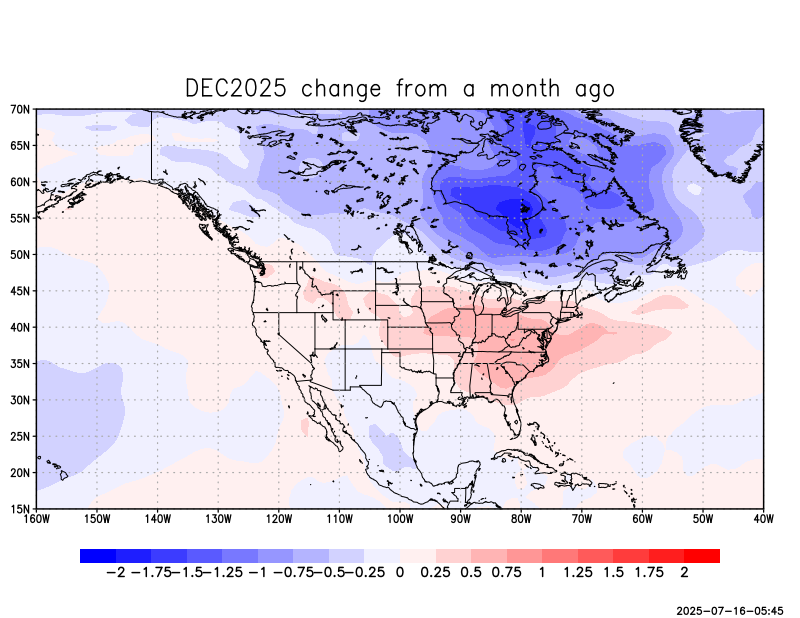 DEC2025 change from a month ago
70N
65N
60N
55N
50N
45N
40N
35N
30N
25N
20N
15N
160W 150W 140W 130W 120W 110W 100W 90W 80W 70W 60W 50W 40W
-2 -1.75 -1.5 -1.25 -1 -0.75 -0.5 -0.25 0 0.25 0.5 0.75 1 1.25 1.5 1.75 2
2025-07-16-05:45